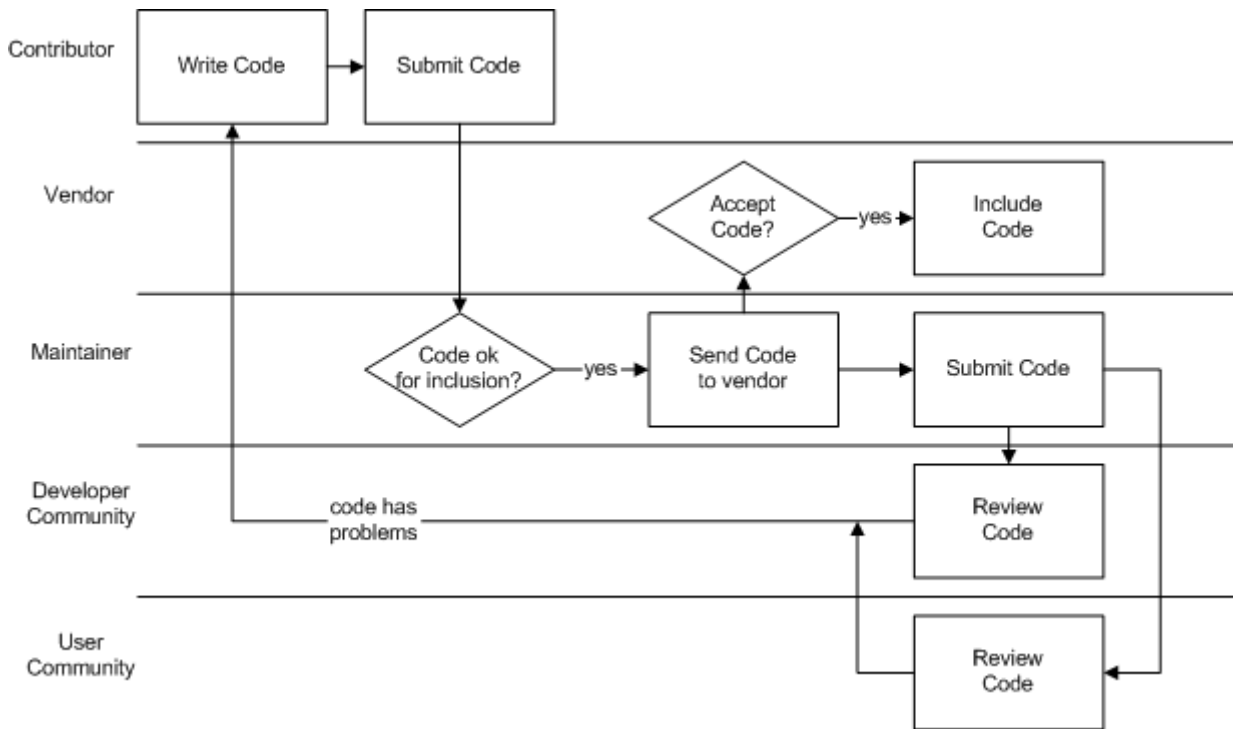 Contributor
Write Code
Submit Code
Vendor
Accept
Code?
yes
Include
Code
Maintainer
Code ok
for inclusion?
yes
Send Code
to vendor
Submit Code
Developer
Community
code has
problems
Review
Code
User
Community
Review
Code